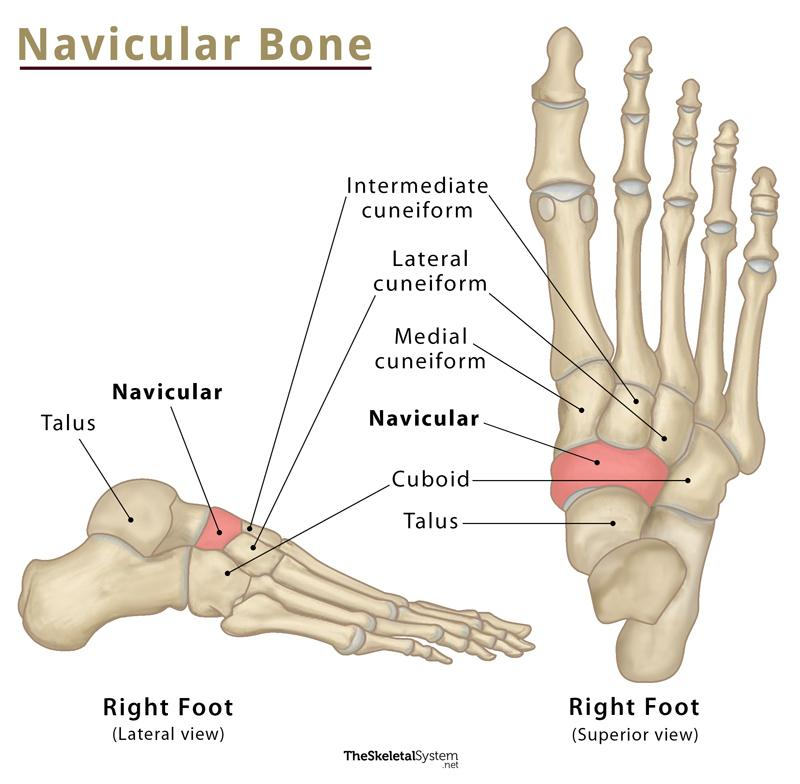 Navicular Bone
Intermediate
cuneiform
Lateral
cuneiform
Medial
cuneiform
Navicular
Talus
Navicular
Cuboid
Talus
Right Foot
(Lateral view)
Right Foot
(Superior view)
TheSkeletalSystem
.net